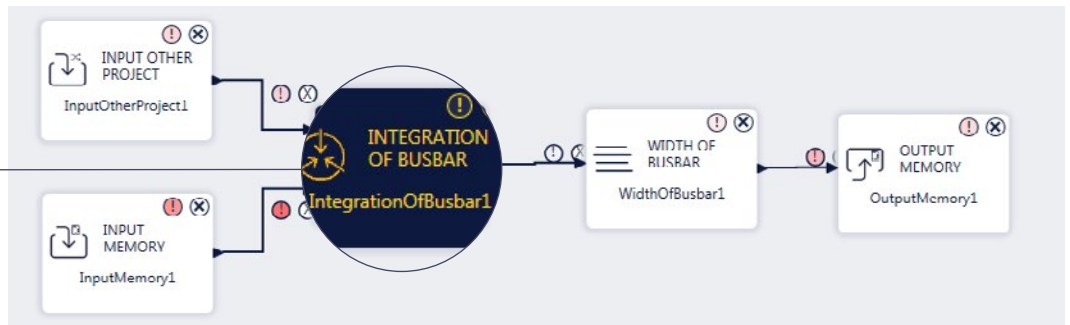 INPUT OTHER
PROJECT
InputOtherProject1
INPUT
MEMORY
InputMemory1
INTEGRATION
OF BUSBAR
IntegrationOfBusbar1
WIDTH OF
BUSBAR
WidthOfBusbar1
OUTPUT
MEMORY
OutputMemory1